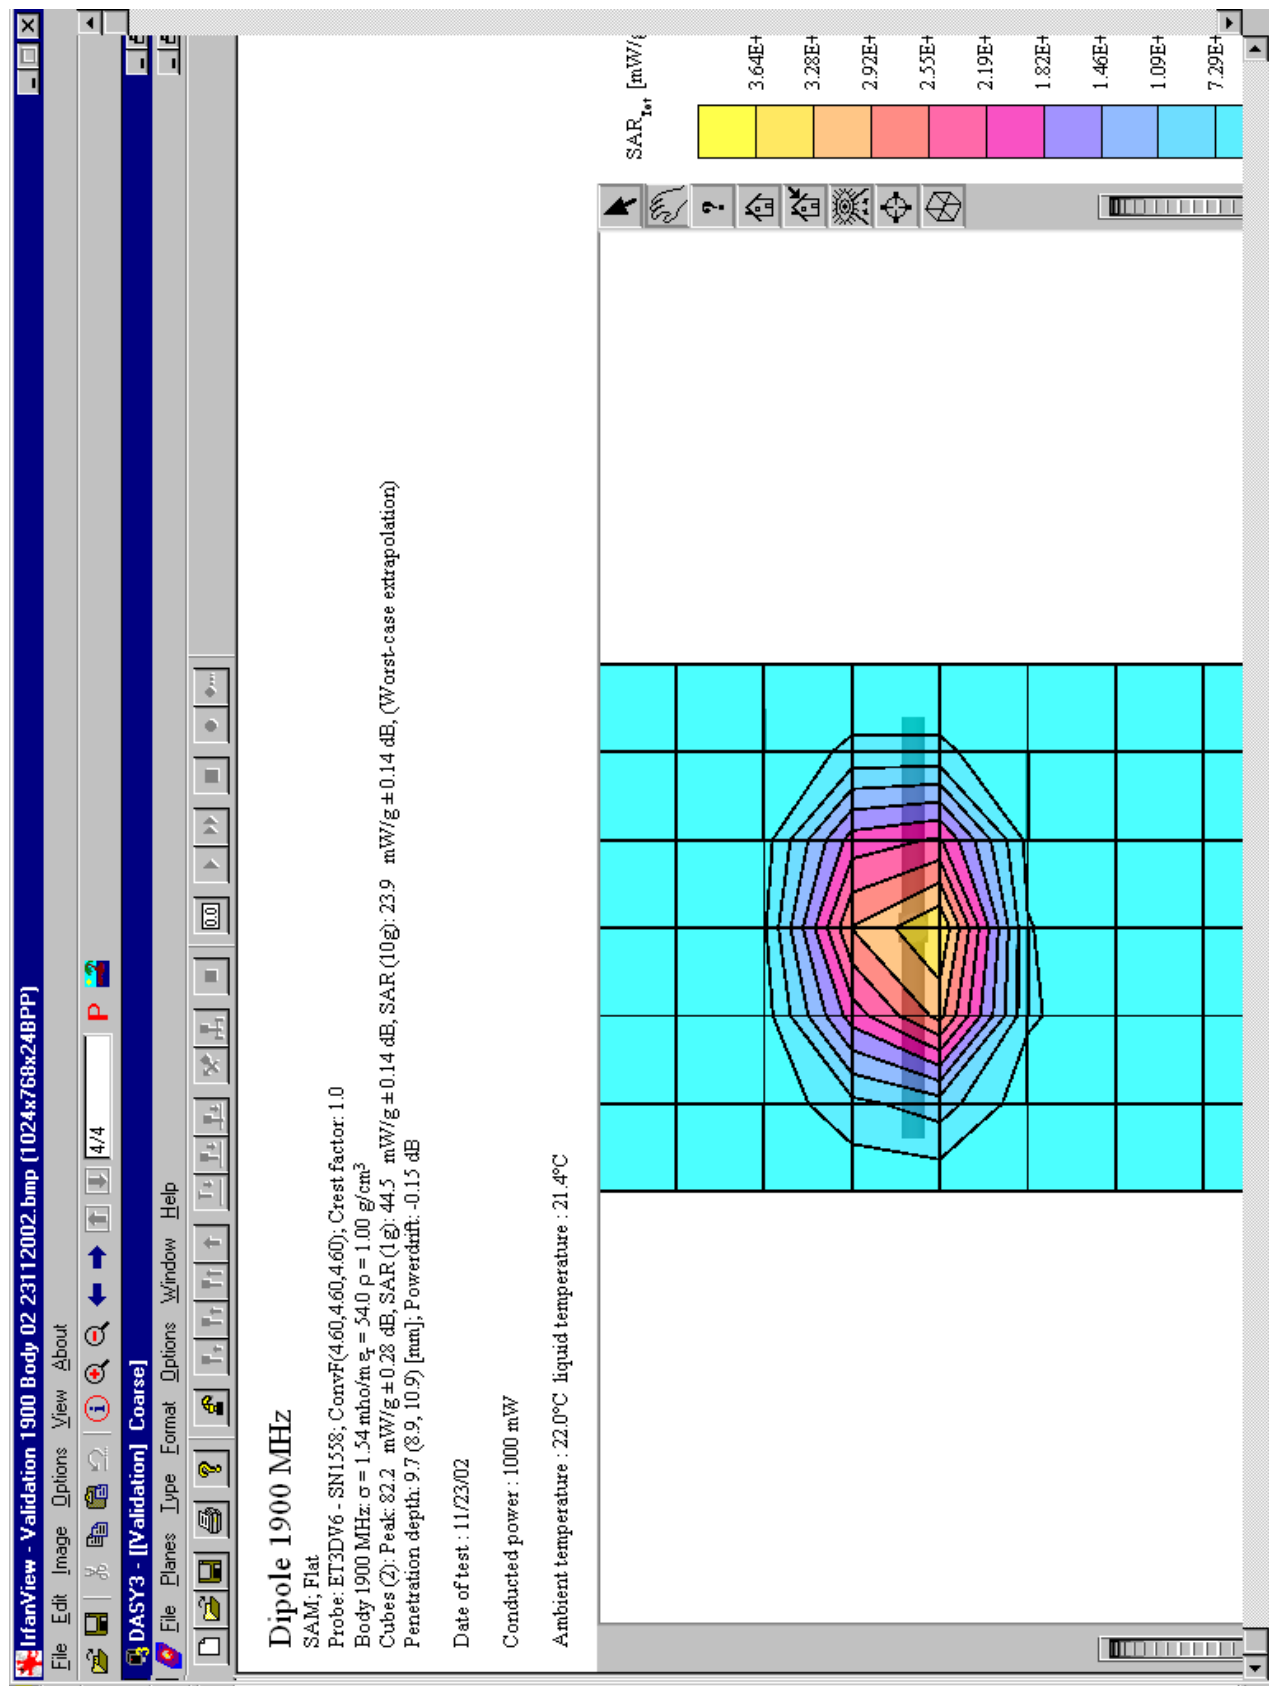 IrfanView - Validation 1900 Body 02 23112002.bmp (1024x768x24BPP)
File Edit Image Options View About
4/4 P
DASY3 - [[Validation] Coarse]
File Planes Type Format Options Window Help
0.0
Dipole 1900 MHz
SAM; Flat
Probe: ET3DV6 - SN1558; ConvF(4.60,4.60,4.60); Crest factor: 1.0
Body 1900 MHz: σ = 1.54 mho/m εr = 54.0 ρ = 1.00 g/cm³
Cubes (2): Peak: 82.2 mW/g ± 0.28 dB, SAR (1g): 44.5 mW/g ± 0.14 dB, SAR (10g): 23.9 mW/g ± 0.14 dB, (Worst-case extrapolation)
Penetration depth: 9.7 (8.9, 10.9) [mm]; Powerdrift: -0.15 dB
Date of test : 11/23/02
Conducted power : 1000 mW
Ambient temperature : 22.0°C liquid temperature : 21.4°C
SAR Tot [mW/g
3.64E+
3.28E+
2.92E+
2.55E+
2.19E+
1.82E+
1.46E+
1.09E+
7.29E+